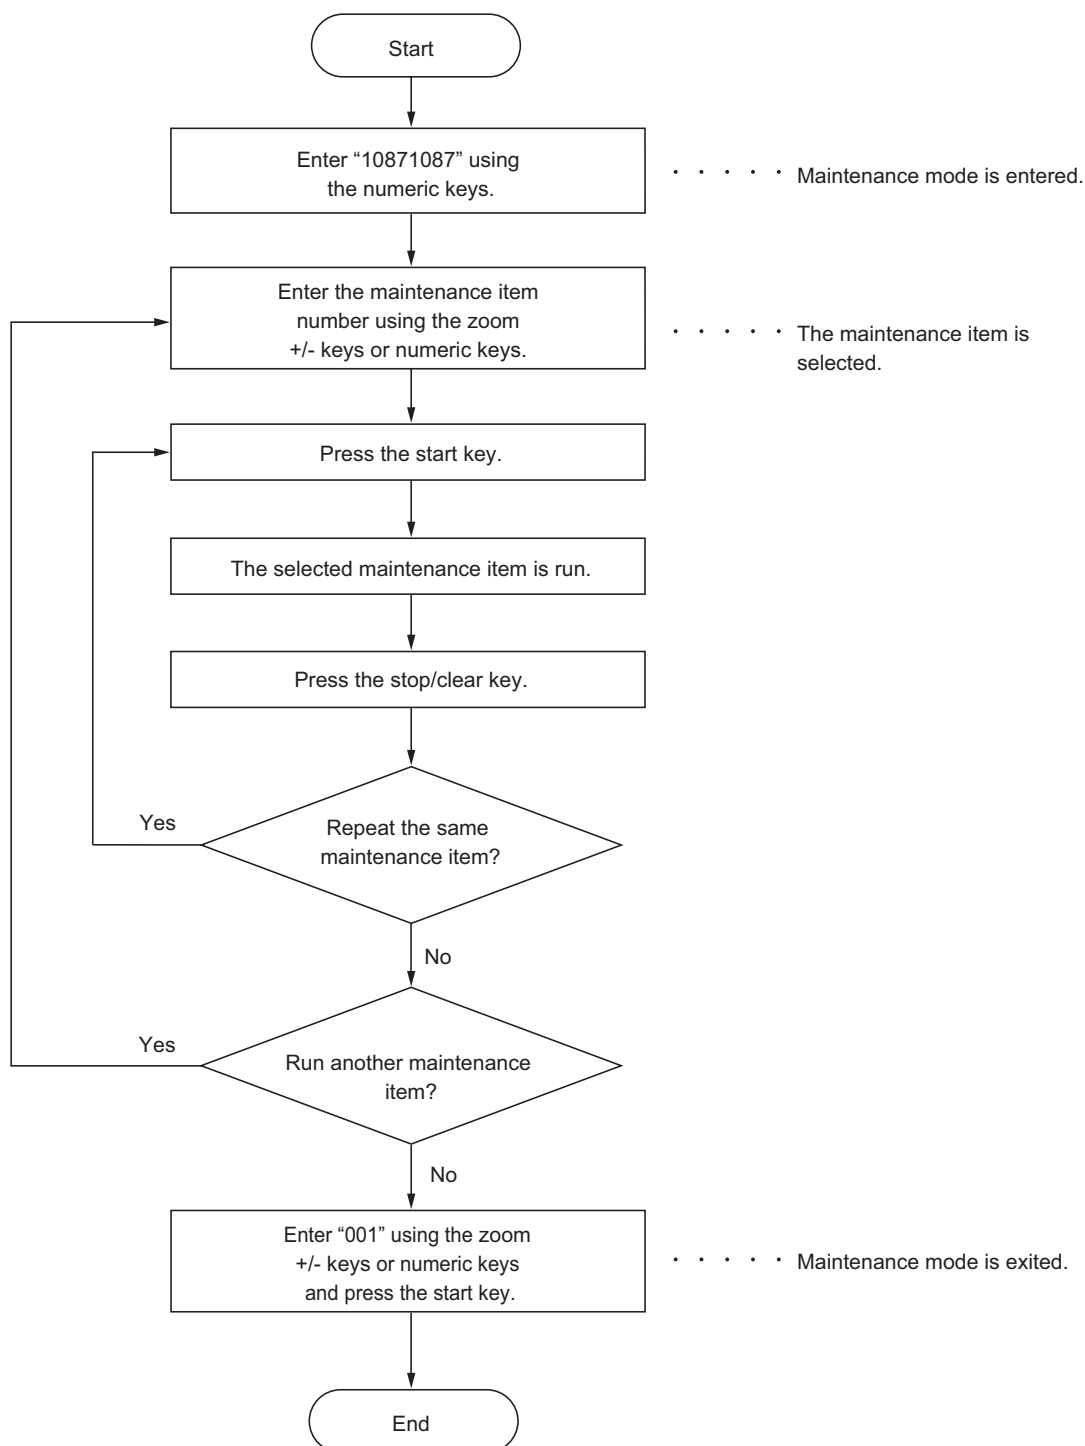 Start
Enter “10871087” using
the numeric keys.
· · · · · Maintenance mode is entered.
Enter the maintenance item
number using the zoom
+/- keys or numeric keys.
· · · · · The maintenance item is
selected.
Press the start key.
The selected maintenance item is run.
Press the stop/clear key.
Yes
Repeat the same
maintenance item?
No
Yes
Run another maintenance
item?
No
Enter “001” using the zoom
+/- keys or numeric keys
and press the start key.
· · · · · Maintenance mode is exited.
End